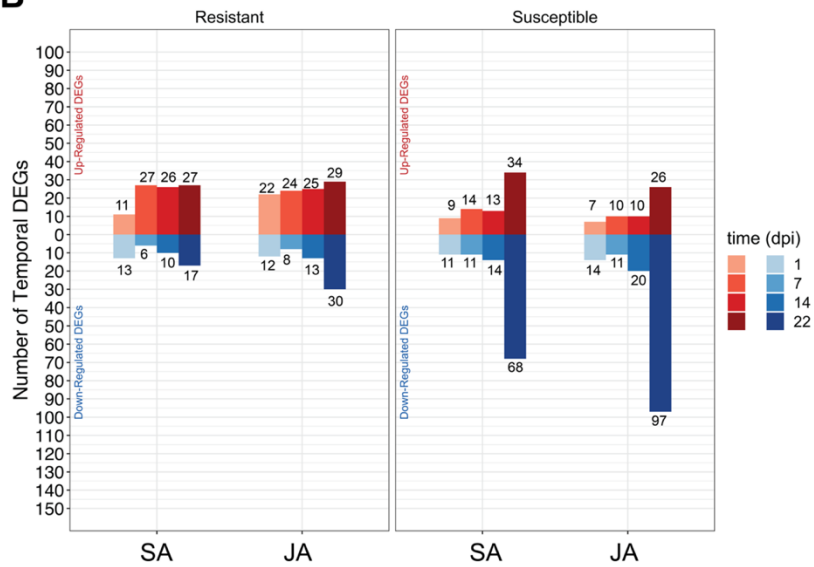 Resistant
Susceptible
Number of Temporal DEGs
100
90
80
70
60
50
40
30
20
10
0
0
10
20
30
40
50
60
70
80
90
100
110
120
130
140
150
Up-Regulated DEGs
Down-Regulated DEGs
11 27 26 27
13 6 10 17
22 24 25 29
12 8 13 30
Up-Regulated DEGs
Down-Regulated DEGs
9 14 13 34
11 11 14 68
7 10 10 26
14 11 20 97
SA JA
SA JA
time (dpi)
1
7
14
22